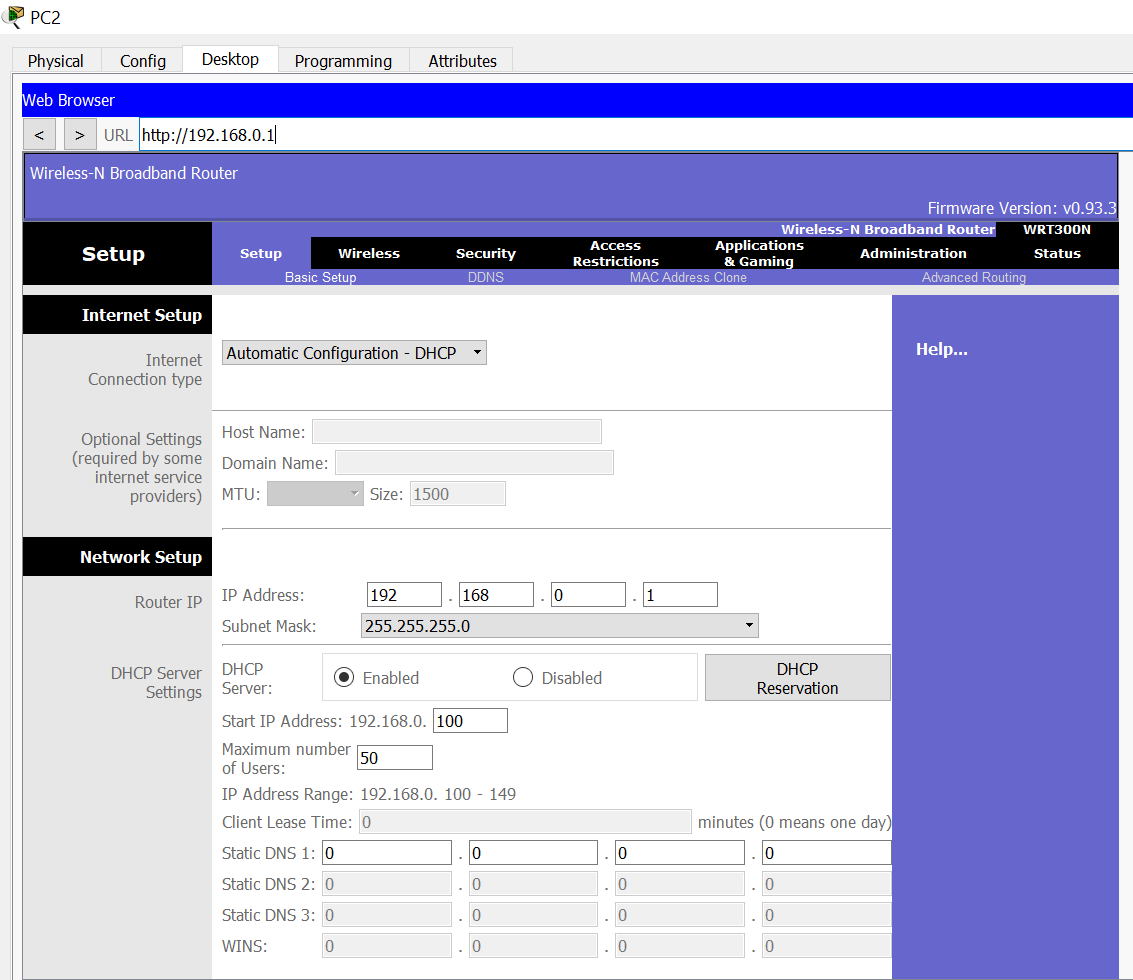 PC2
Physical Config Desktop Programming Attributes
Web Browser
< > URL http://192.168.0.1
Wireless-N Broadband Router
Firmware Version: v0.93.3
Wireless-N Broadband Router WRT300N
Setup
Setup Wireless Security Access Restrictions Applications & Gaming Administration Status
Basic Setup DDNS MAC Address Clone Advanced Routing
Internet Setup
Help...
Internet
Connection type
Automatic Configuration - DHCP
Optional Settings
(required by some
internet service
providers)
Host Name:
Domain Name:
MTU: Size: 1500
Network Setup
Router IP
IP Address: 192 . 168 . 0 . 1
Subnet Mask: 255.255.255.0
DHCP Server
Settings
DHCP
Server:
Enabled Disabled
DHCP
Reservation
Start IP Address: 192.168.0. 100
Maximum number
of Users:
50
IP Address Range: 192.168.0. 100 - 149
Client Lease Time: 0 minutes (0 means one day)
Static DNS 1: 0 . 0 . 0 . 0
Static DNS 2: 0 . 0 . 0 . 0
Static DNS 3: 0 . 0 . 0 . 0
WINS: 0 . 0 . 0 . 0